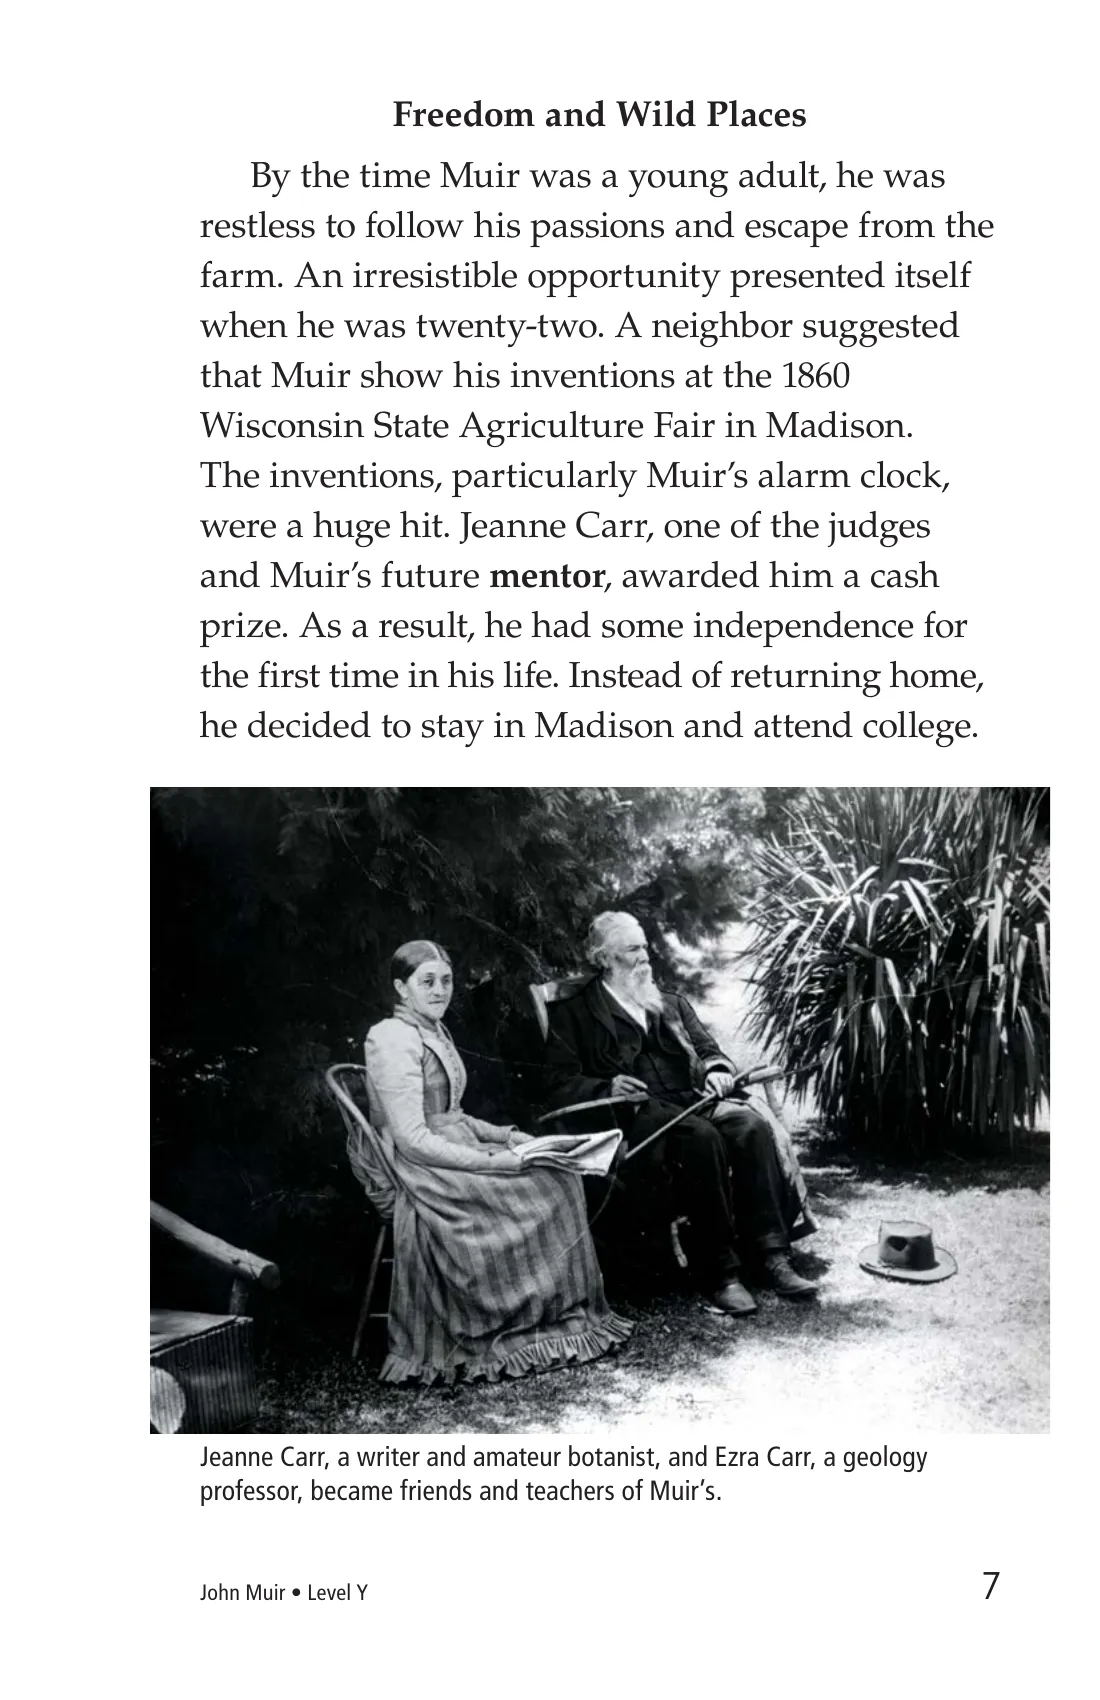 Freedom and Wild Places
By the time Muir was a young adult, he was
restless to follow his passions and escape from the
farm. An irresistible opportunity presented itself
when he was twenty-two. A neighbor suggested
that Muir show his inventions at the 1860
Wisconsin State Agriculture Fair in Madison.
The inventions, particularly Muir’s alarm clock,
were a huge hit. Jeanne Carr, one of the judges
and Muir’s future mentor, awarded him a cash
prize. As a result, he had some independence for
the first time in his life. Instead of returning home,
he decided to stay in Madison and attend college.
Jeanne Carr, a writer and amateur botanist, and Ezra Carr, a geology
professor, became friends and teachers of Muir’s.
John Muir • Level Y
7